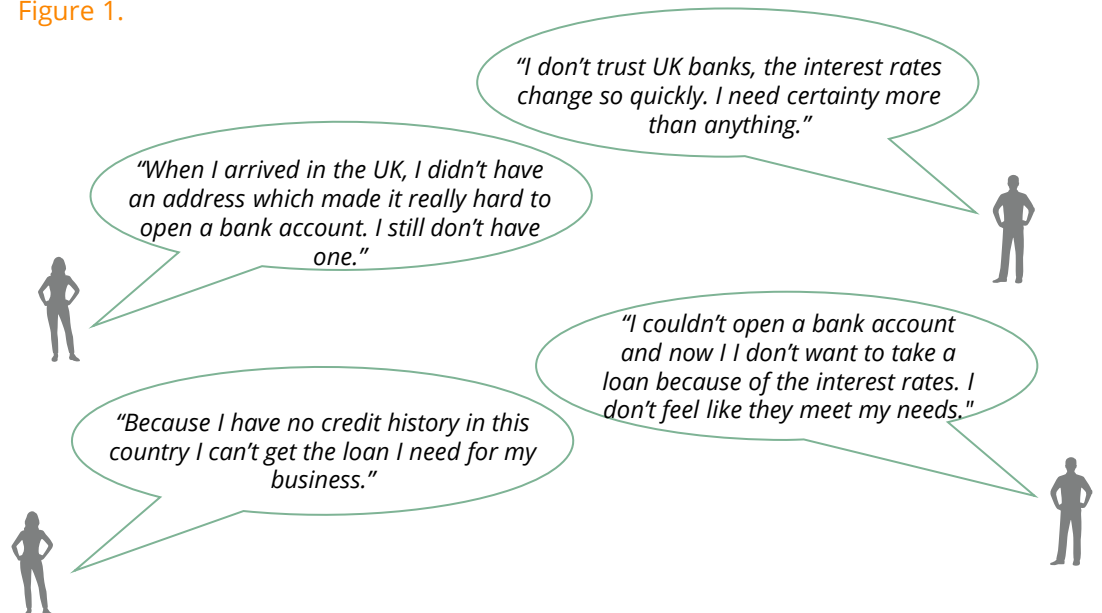 Figure 1.
“I don’t trust UK banks, the interest rates
change so quickly. I need certainty more
than anything.”
“When I arrived in the UK, I didn’t have
an address which made it really hard to
open a bank account. I still don’t have
one.”
“I couldn’t open a bank account
and now I I don’t want to take a
loan because of the interest rates. I
don’t feel like they meet my needs."
“Because I have no credit history in this
country I can’t get the loan I need for my
business.”